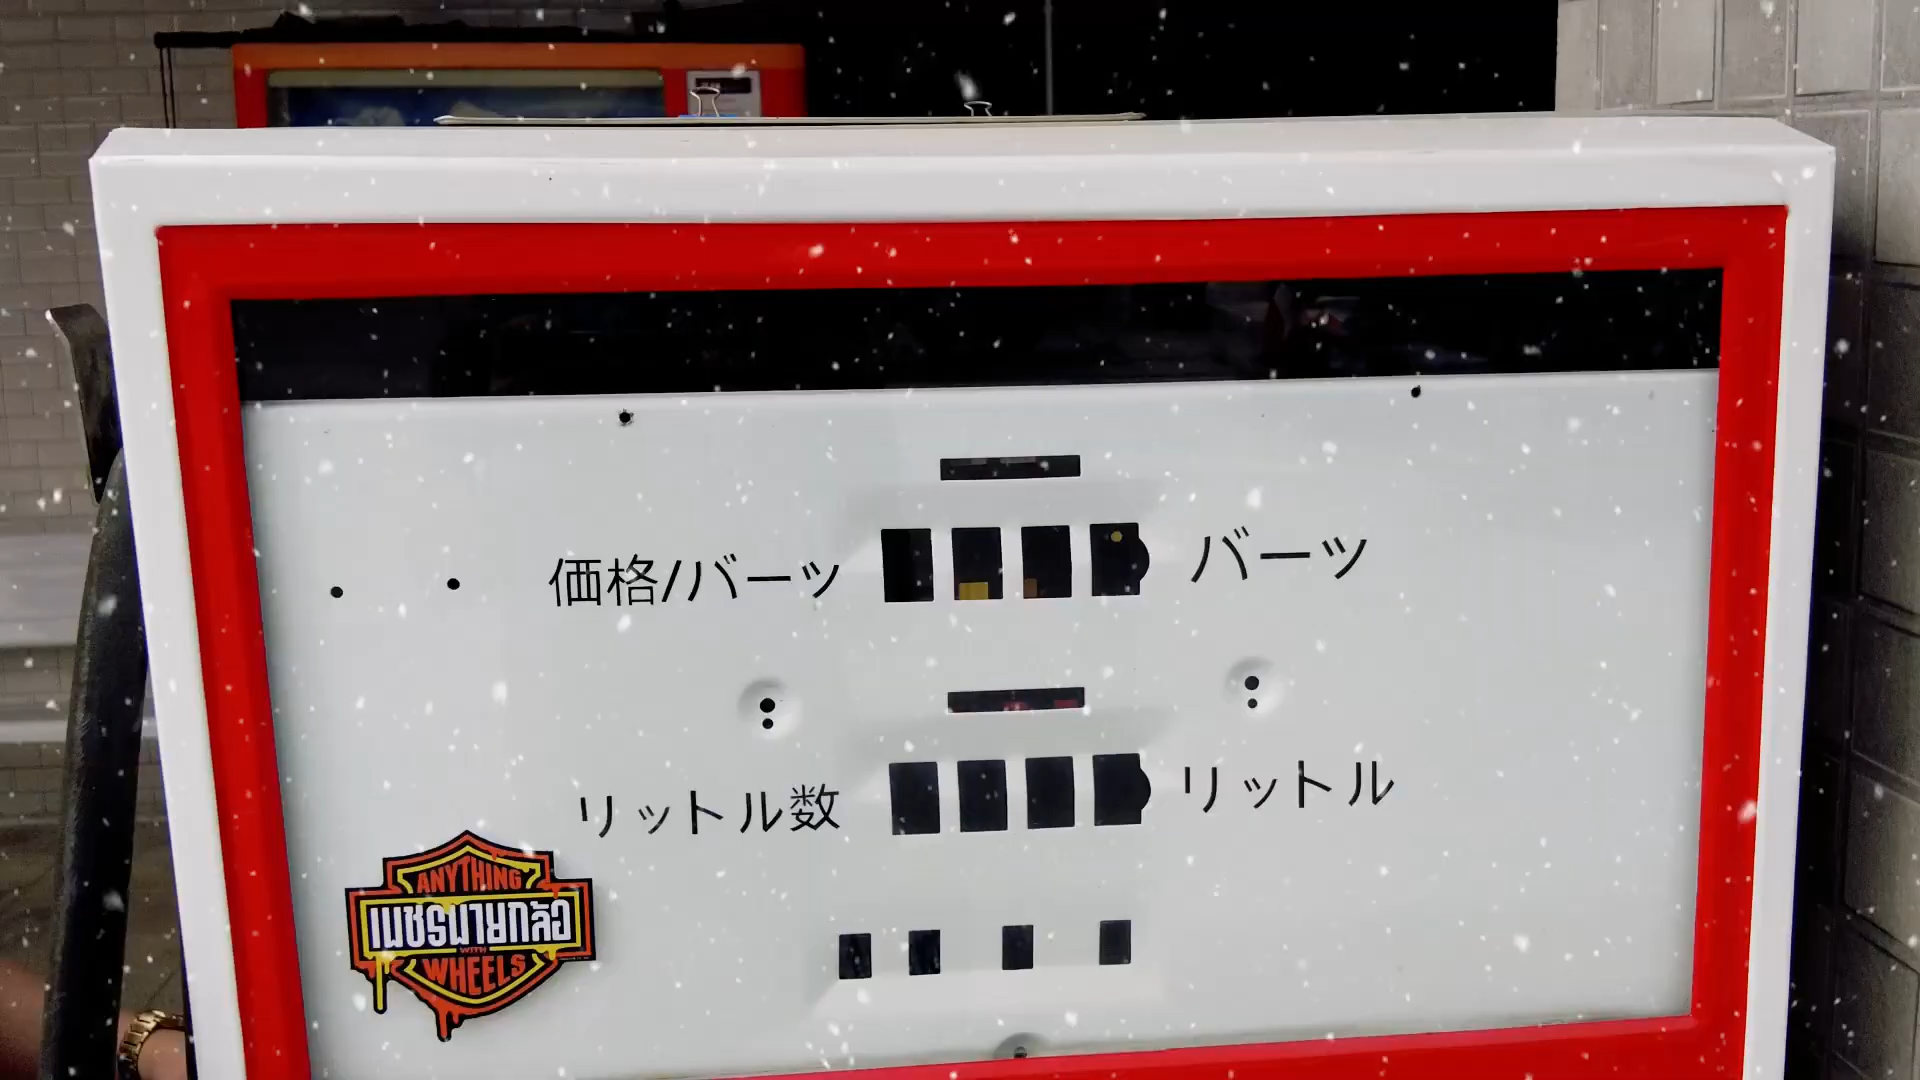 価格/バーツ
バーツ
リットル数
リットル
ANYTHING
เพชรพายกล้อ
WITH
WHEELS